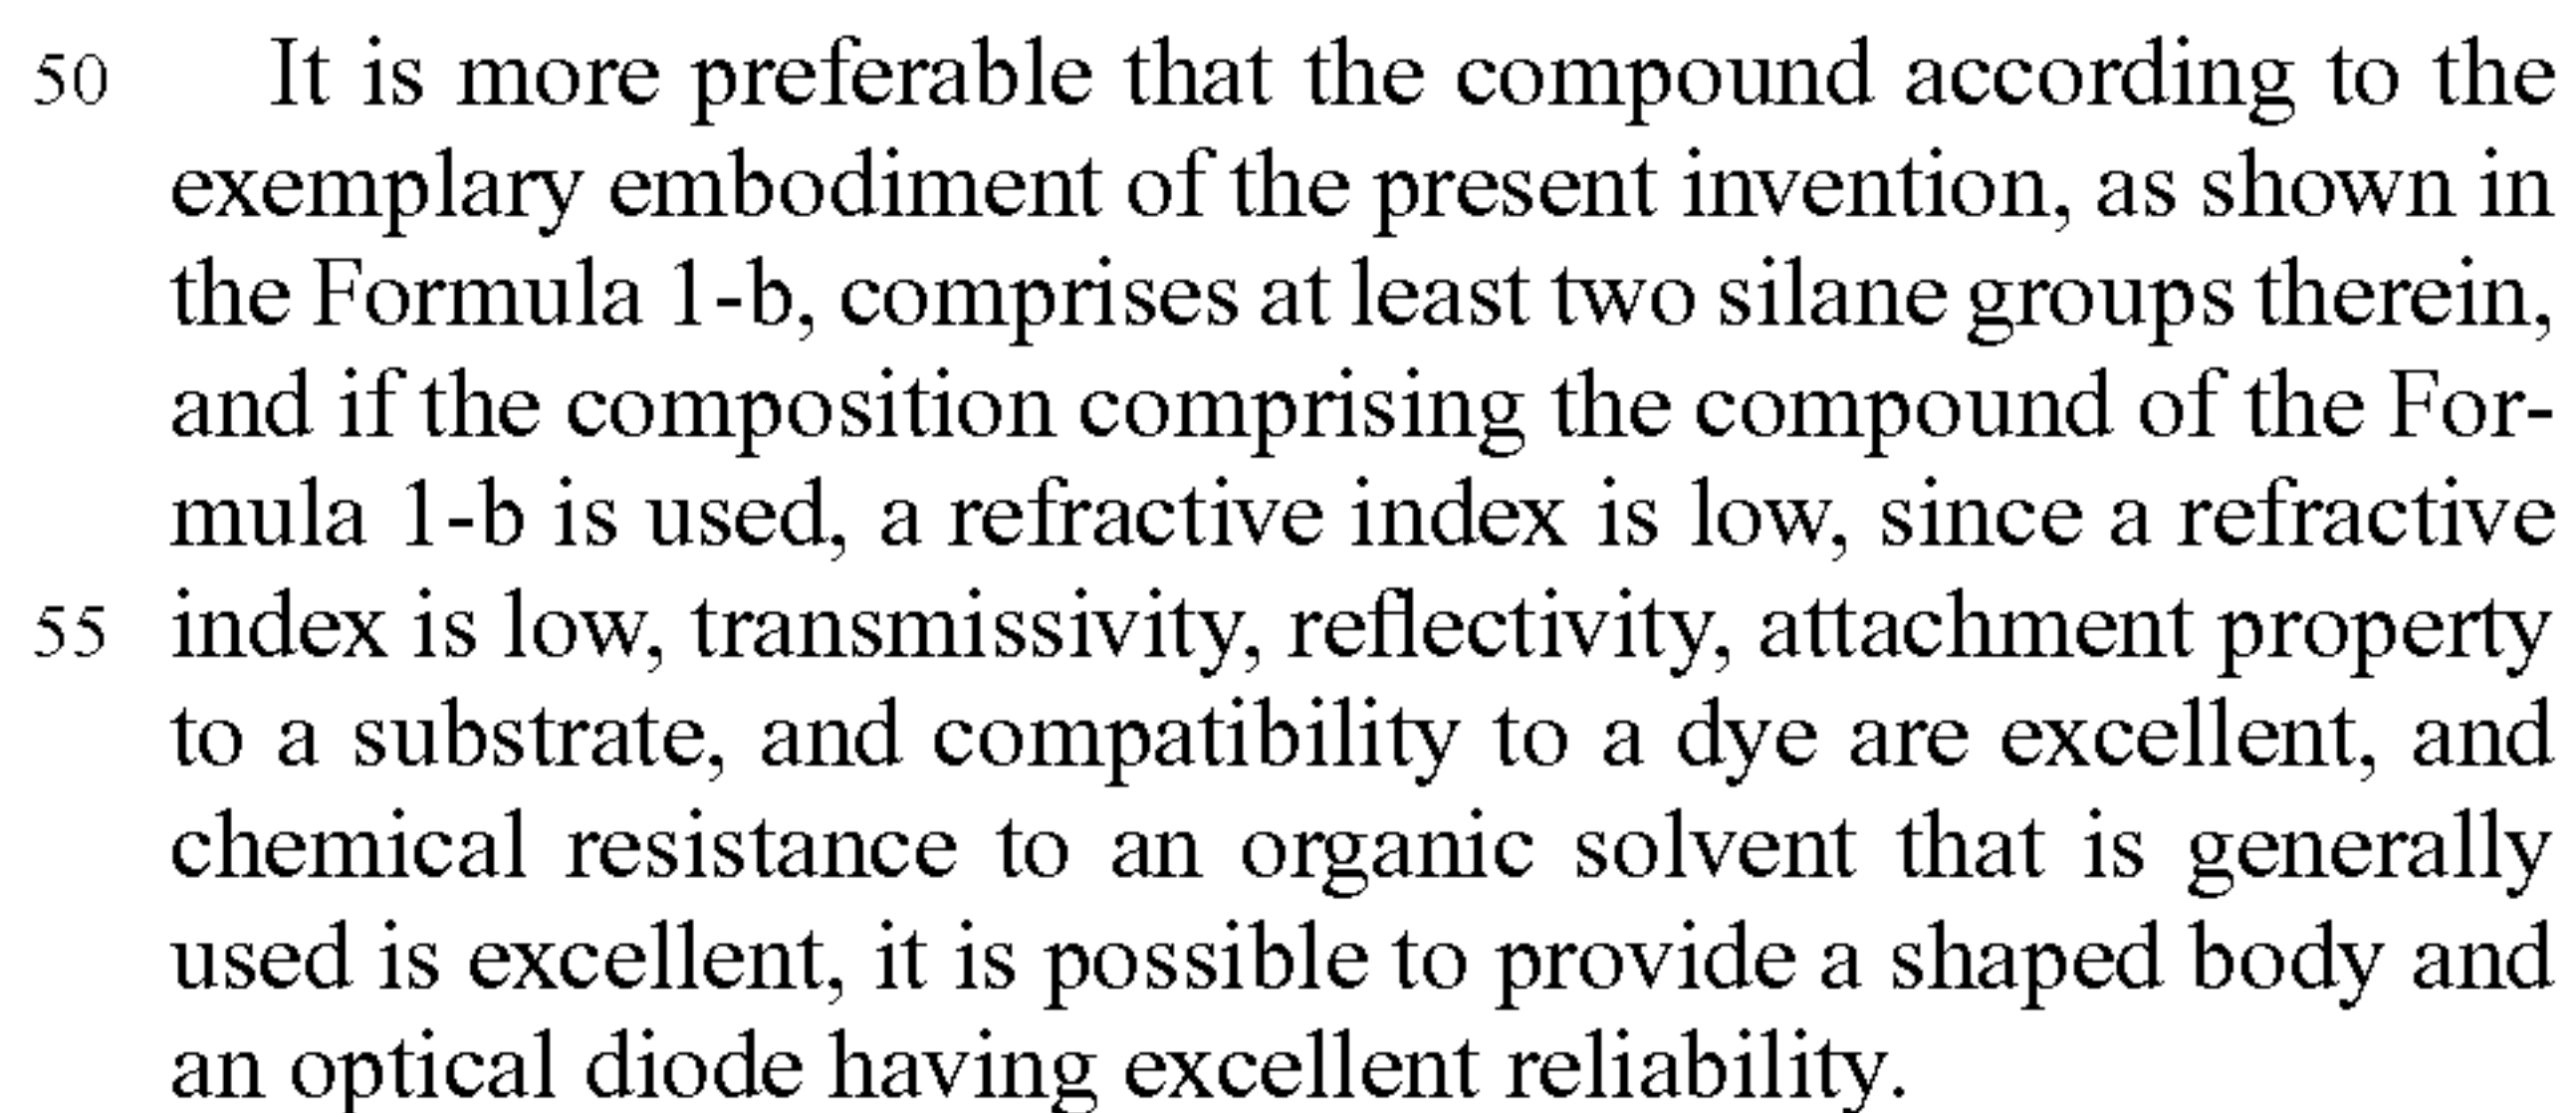 50 It is more preferable that the compound according to the
exemplary embodiment of the present invention, as shown in
the Formula 1-b, comprises at least two silane groups therein,
and if the composition comprising the compound of the For-
mula 1-b is used, a refractive index is low, since a refractive
55 index is low, transmissivity, reflectivity, attachment property
to a substrate, and compatibility to a dye are excellent, and
chemical resistance to an organic solvent that is generally
used is excellent, it is possible to provide a shaped body and
an optical diode having excellent reliability.